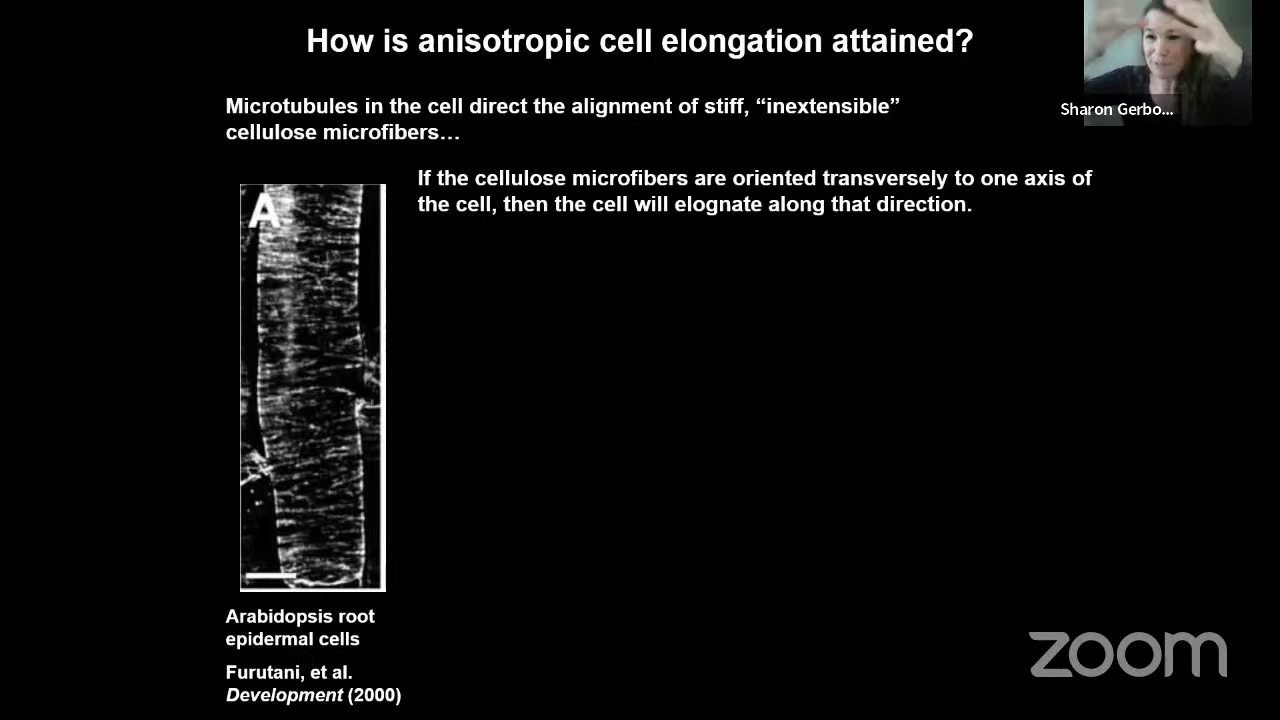 How is anisotropic cell elongation attained?
Sharon Gerbo...
Microtubules in the cell direct the alignment of stiff, “inextensible”
cellulose microfibers…
If the cellulose microfibers are oriented transversely to one axis of
the cell, then the cell will elognate along that direction.
A
Arabidopsis root
epidermal cells
Furutani, et al.
Development (2000)
zoom